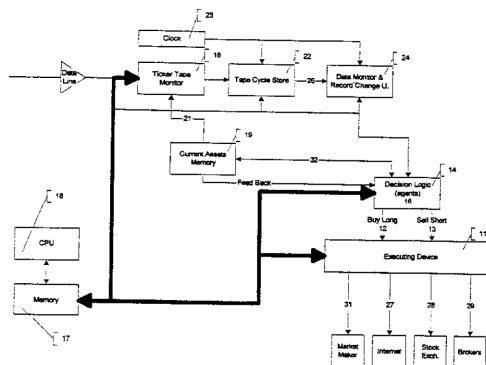 23
Clock
Data
Line
18
Ticker Tape
Monitor
22
Tape Cycle Store
26
24
Data Monitor &
Record Change U.
21
19
Current Assets
Memory
32
Feed Back
14
Decision Logic
(agents)
16
18
CPU
Buy Long
12
Sell Short
13
11
Executing Device
Memory
17
31
27
28
29
Market
Maker
Internet
Stock
Exch.
Brokers